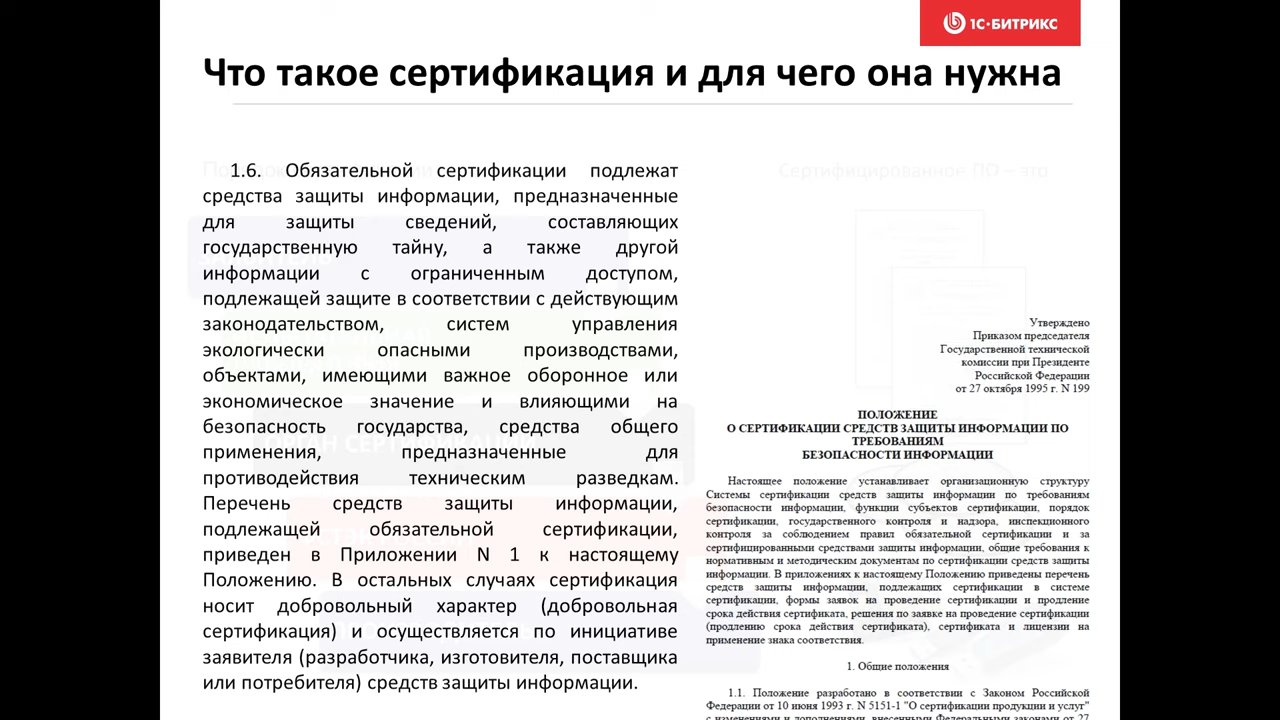 1С·БИТРИКС
Что такое сертификация и для чего она нужна
1.6. Обязательной сертификации подлежат
средства защиты информации, предназначенные
для защиты сведений, составляющих
государственную тайну, а также другой
информации с ограниченным доступом,
подлежащей защите в соответствии с действующим
законодательством, систем управления
экологически опасными производствами,
объектами, имеющими важное оборонное или
экономическое значение и влияющими на
безопасность государства, средства общего
применения, предназначенные для
противодействия техническим разведкам.
Перечень средств защиты информации,
подлежащей обязательной сертификации,
приведен в Приложении N 1 к настоящему
Положению. В остальных случаях сертификация
носит добровольный характер (добровольная
сертификация) и осуществляется по инициативе
заявителя (разработчика, изготовителя, поставщика
или потребителя) средств защиты информации.
Сертифицированное ПО – это
Утверждено
Приказом председателя
Государственной технической
комиссии при Президенте
Российской Федерации
от 27 октября 1995 г. N 199
ПОЛОЖЕНИЕ
О СЕРТИФИКАЦИИ СРЕДСТВ ЗАЩИТЫ ИНФОРМАЦИИ ПО
ТРЕБОВАНИЯМ
БЕЗОПАСНОСТИ ИНФОРМАЦИИ
Настоящее положение устанавливает организационную структуру
Системы сертификации средств защиты информации по требованиям
безопасности информации, функции субъектов сертификации, порядок
сертификации, государственного контроля и надзора, инспекционного
контроля за соблюдением правил обязательной сертификации и за
сертифицированными средствами защиты информации, общие требования к
нормативным и методическим документам по сертификации средств защиты
информации. В приложениях к настоящему Положению приведены перечень
средств защиты информации, подлежащих сертификации в системе
сертификации, формы заявок на проведение сертификации и продление
срока действия сертификата, решения по заявке на проведение сертификации
(продлению срока действия сертификата), сертификата и лицензии на
применение знака соответствия.
1. Общие положения
1.1. Положение разработано в соответствии с Законом Российской
Федерации от 10 июня 1993 г. N 5151-1 "О сертификации продукции и услуг"
с изменениями и дополнениями, внесенными Федеральными законами от 27